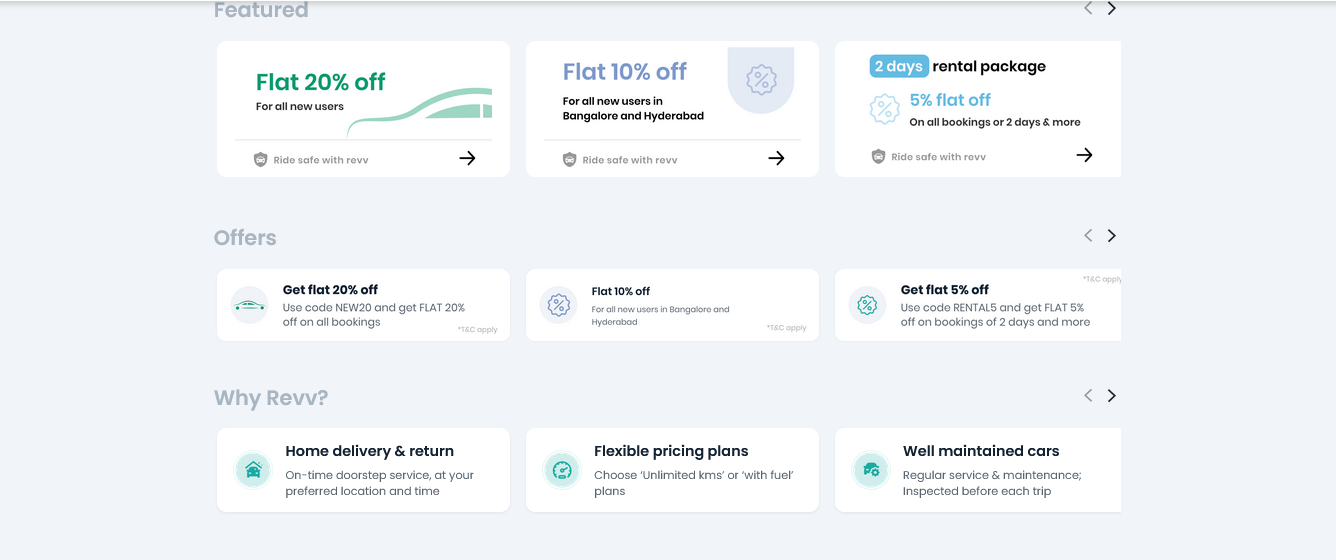 Featured
Flat 20% off
For all new users
Ride safe with revv
Flat 10% off
For all new users in
Bangalore and Hyderabad
Ride safe with revv
2 days rental package
5% flat off
On all bookings or 2 days & more
Ride safe with revv
Offers
Get flat 20% off
Use code NEW20 and get FLAT 20%
off on all bookings
*T&C apply
Flat 10% off
For all new users in Bangalore and
Hyderabad
*T&C apply
*T&C apply
Get flat 5% off
Use code RENTAL5 and get FLAT 5%
off on bookings of 2 days and more
Why Revv?
Home delivery & return
On-time doorstep service, at your
preferred location and time
Flexible pricing plans
Choose ‘Unlimited kms’ or ‘with fuel’
plans
Well maintained cars
Regular service & maintenance;
Inspected before each trip